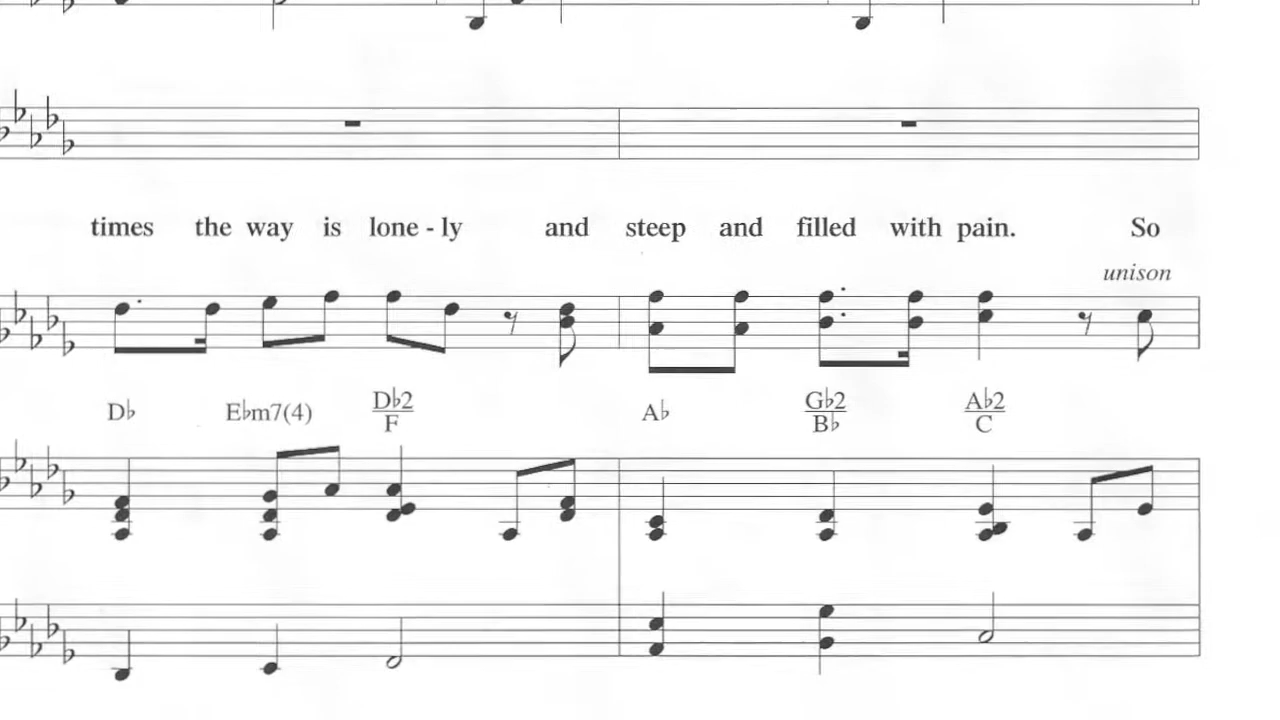 times the way is lone - ly and steep and filled with pain. So
unison
D♭ E♭m7(4) D♭2/F A♭ G♭2/B♭ A♭2/C